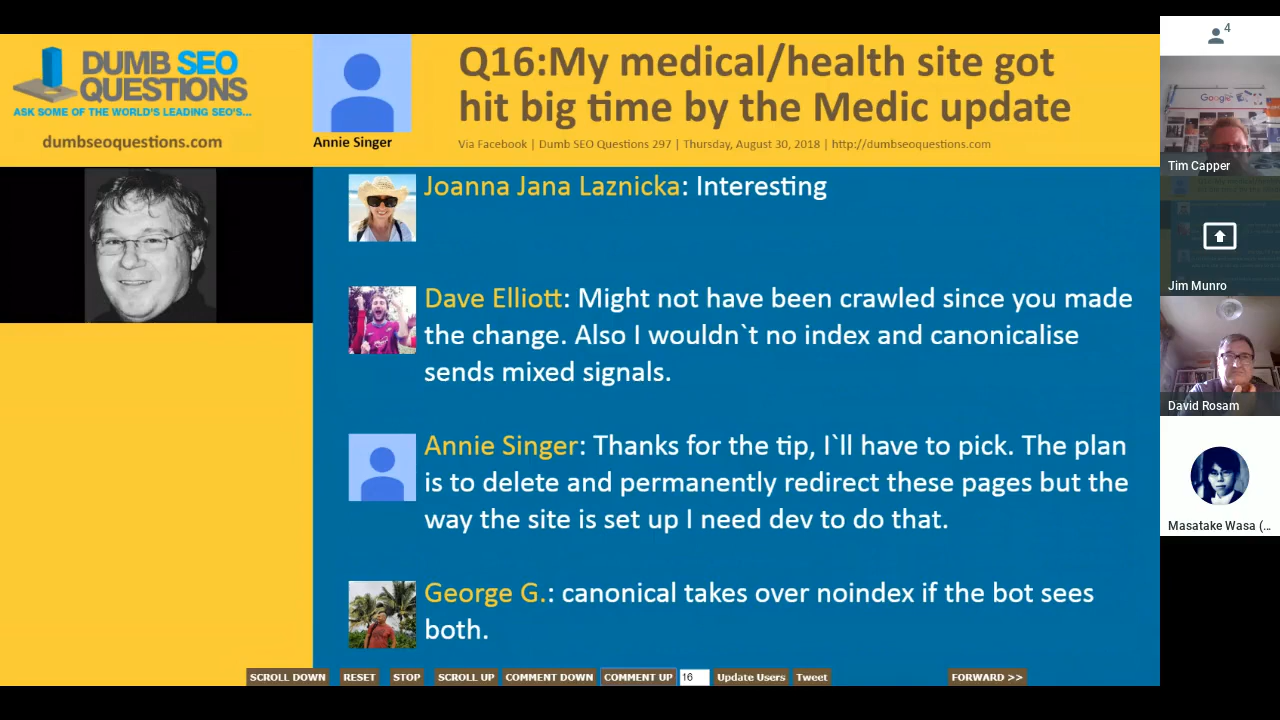 DUMB SEO
QUESTIONS
ASK SOME OF THE WORLD'S LEADING SEO'S...
dumbseoquestions.com
Annie Singer
Q16:My medical/health site got
hit big time by the Medic update
Via Facebook | Dumb SEO Questions 297 | Thursday, August 30, 2018 | http://dumbseoquestions.com
Joanna Jana Laznicka: Interesting
Dave Elliott: Might not have been crawled since you made
the change. Also I wouldn`t no index and canonicalise
sends mixed signals.
Annie Singer: Thanks for the tip, I`ll have to pick. The plan
is to delete and permanently redirect these pages but the
way the site is set up I need dev to do that.
George G.: canonical takes over noindex if the bot sees
both.
SCROLL DOWN RESET STOP SCROLL UP COMMENT DOWN COMMENT UP 16 Update Users Tweet FORWARD >>
4
Google
Tim Capper
Jim Munro
David Rosam
Masatake Wasa (...